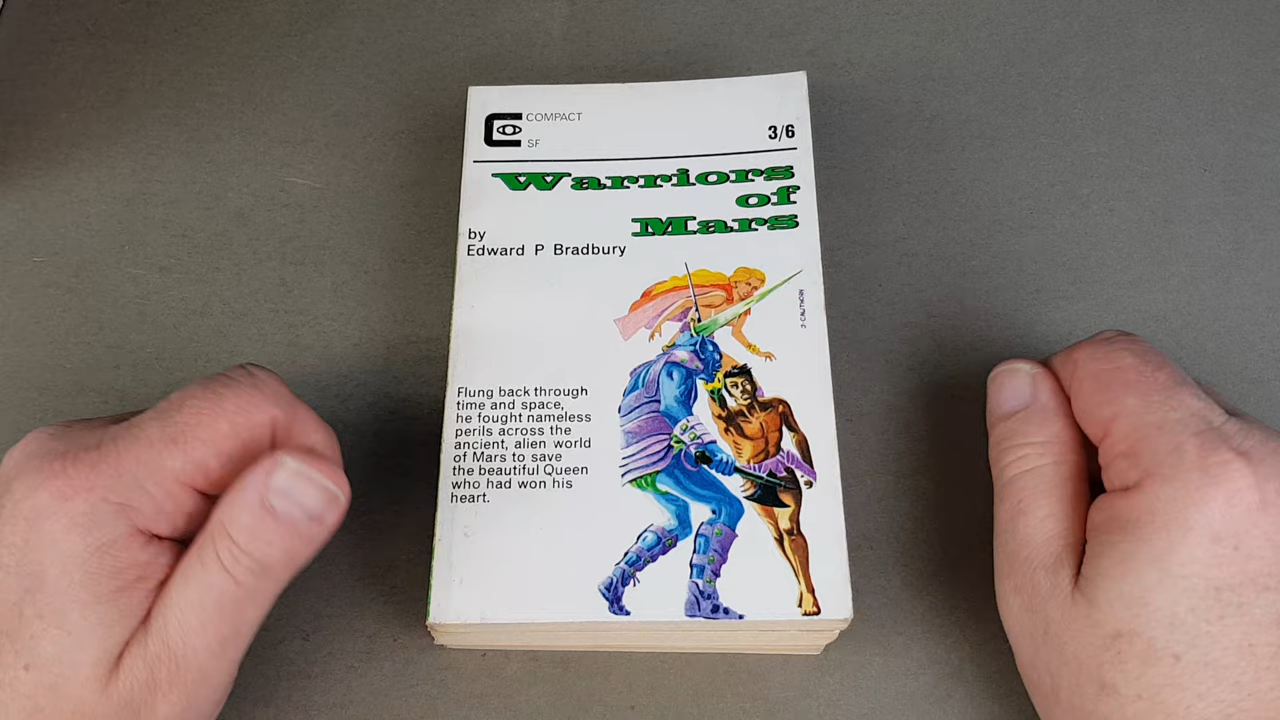 COMPACT
SF
3/6
Warriors
of
Mars
by
Edward P Bradbury
J. CAWTHORN
Flung back through
time and space,
he fought nameless
perils across the
ancient, alien world
of Mars to save
the beautiful Queen
who had won his
heart.